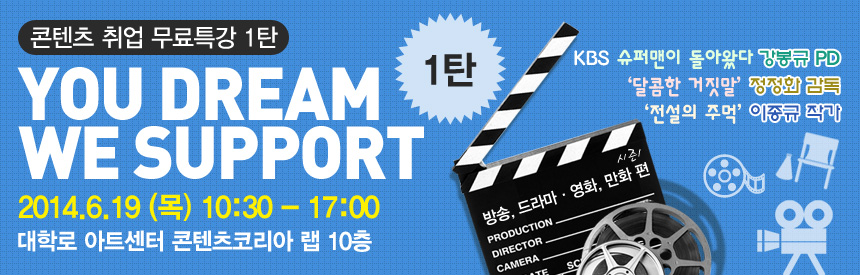 콘텐츠 취업 무료특강 1탄
YOU DREAM
WE SUPPORT
2014.6.19 (목) 10:30 – 17:00
대학로 아트센터 콘텐츠코리아 랩 10층
1탄
KBS 슈퍼맨이 돌아왔다 강봉규 PD
‘달콤한 거짓말’ 정정화 감독
‘전설의 주먹’ 이종규 작가
시즌1
방송, 드라마 · 영화, 만화 편
PRODUCTION
DIRECTOR
CAMERA
DATE SCE